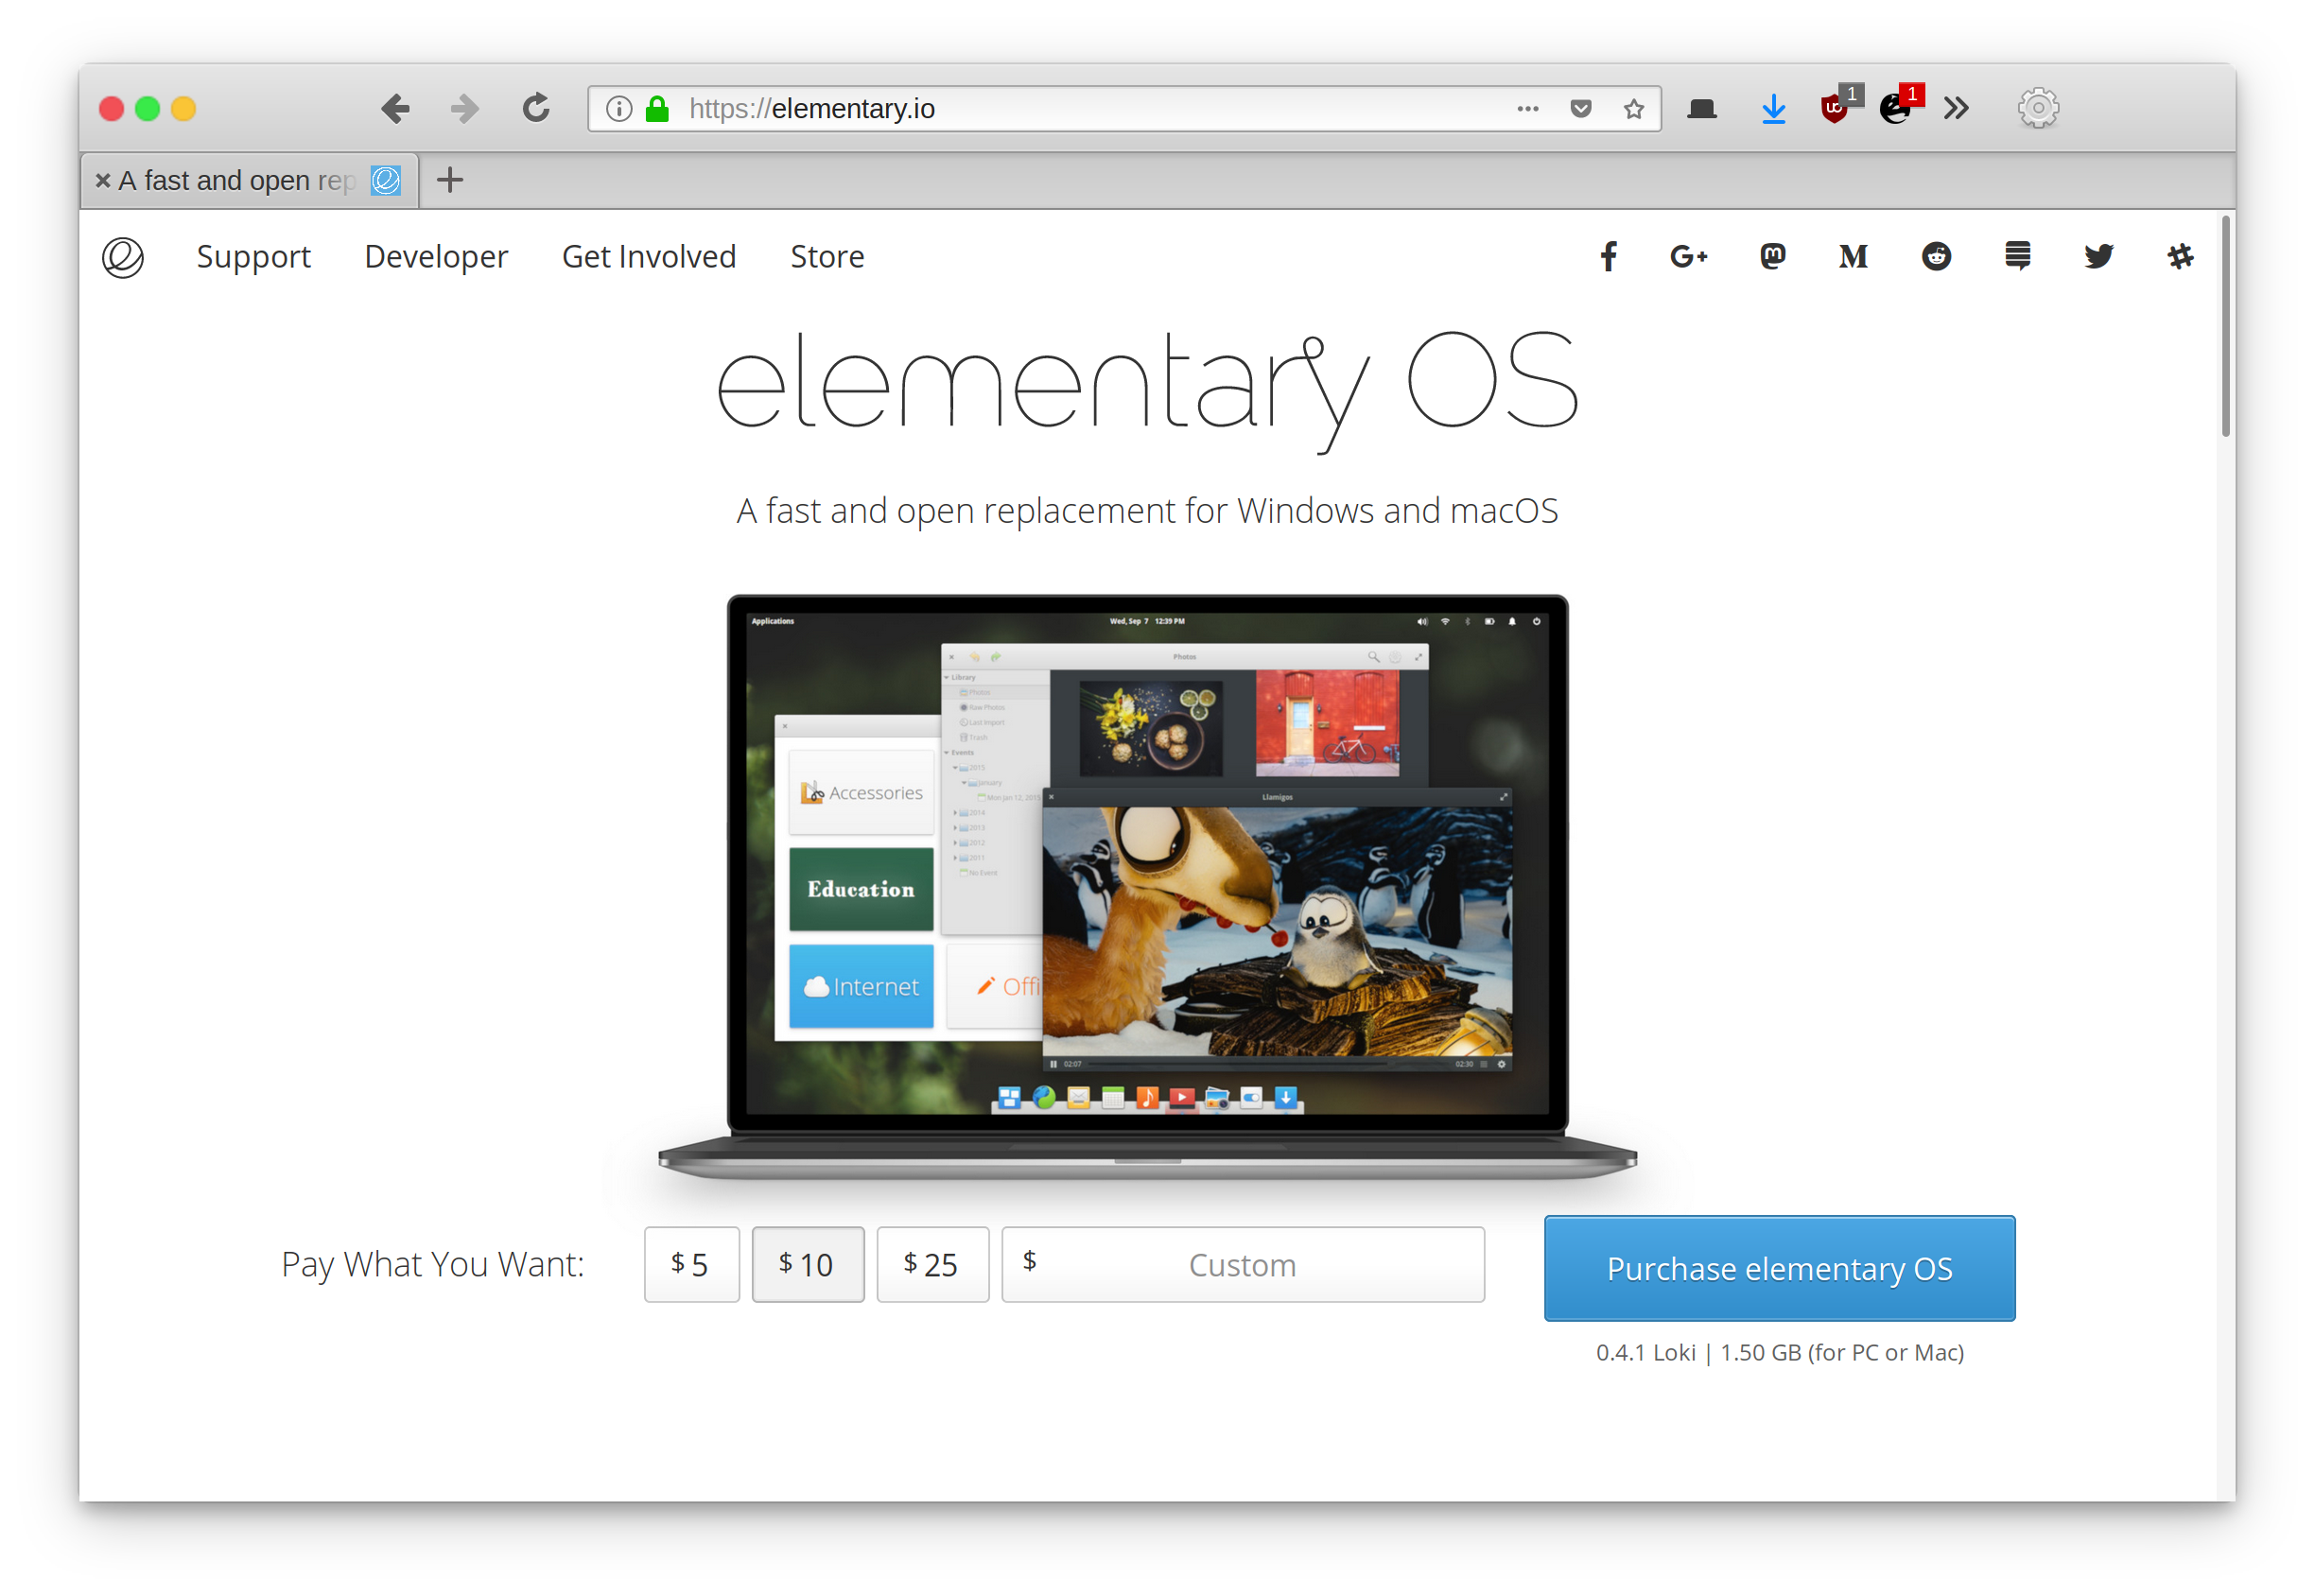 https://elementary.io
1
1
A fast and open rep
Support Developer Get Involved Store
elementary OS
A fast and open replacement for Windows and macOS
Applications Wed, Sep 7 12:39 PM
Photos
Library
Photos
Raw Photos
Last Import
Trash
Events
2015
January
Mon Jan 12, 2015
2014
2013
2012
2011
No Event
Accessories
Education
Internet
Offi
Llamigos
02:07 02:30
Pay What You Want: $ 5 $ 10 $ 25 $ Custom Purchase elementary OS
0.4.1 Loki | 1.50 GB (for PC or Mac)